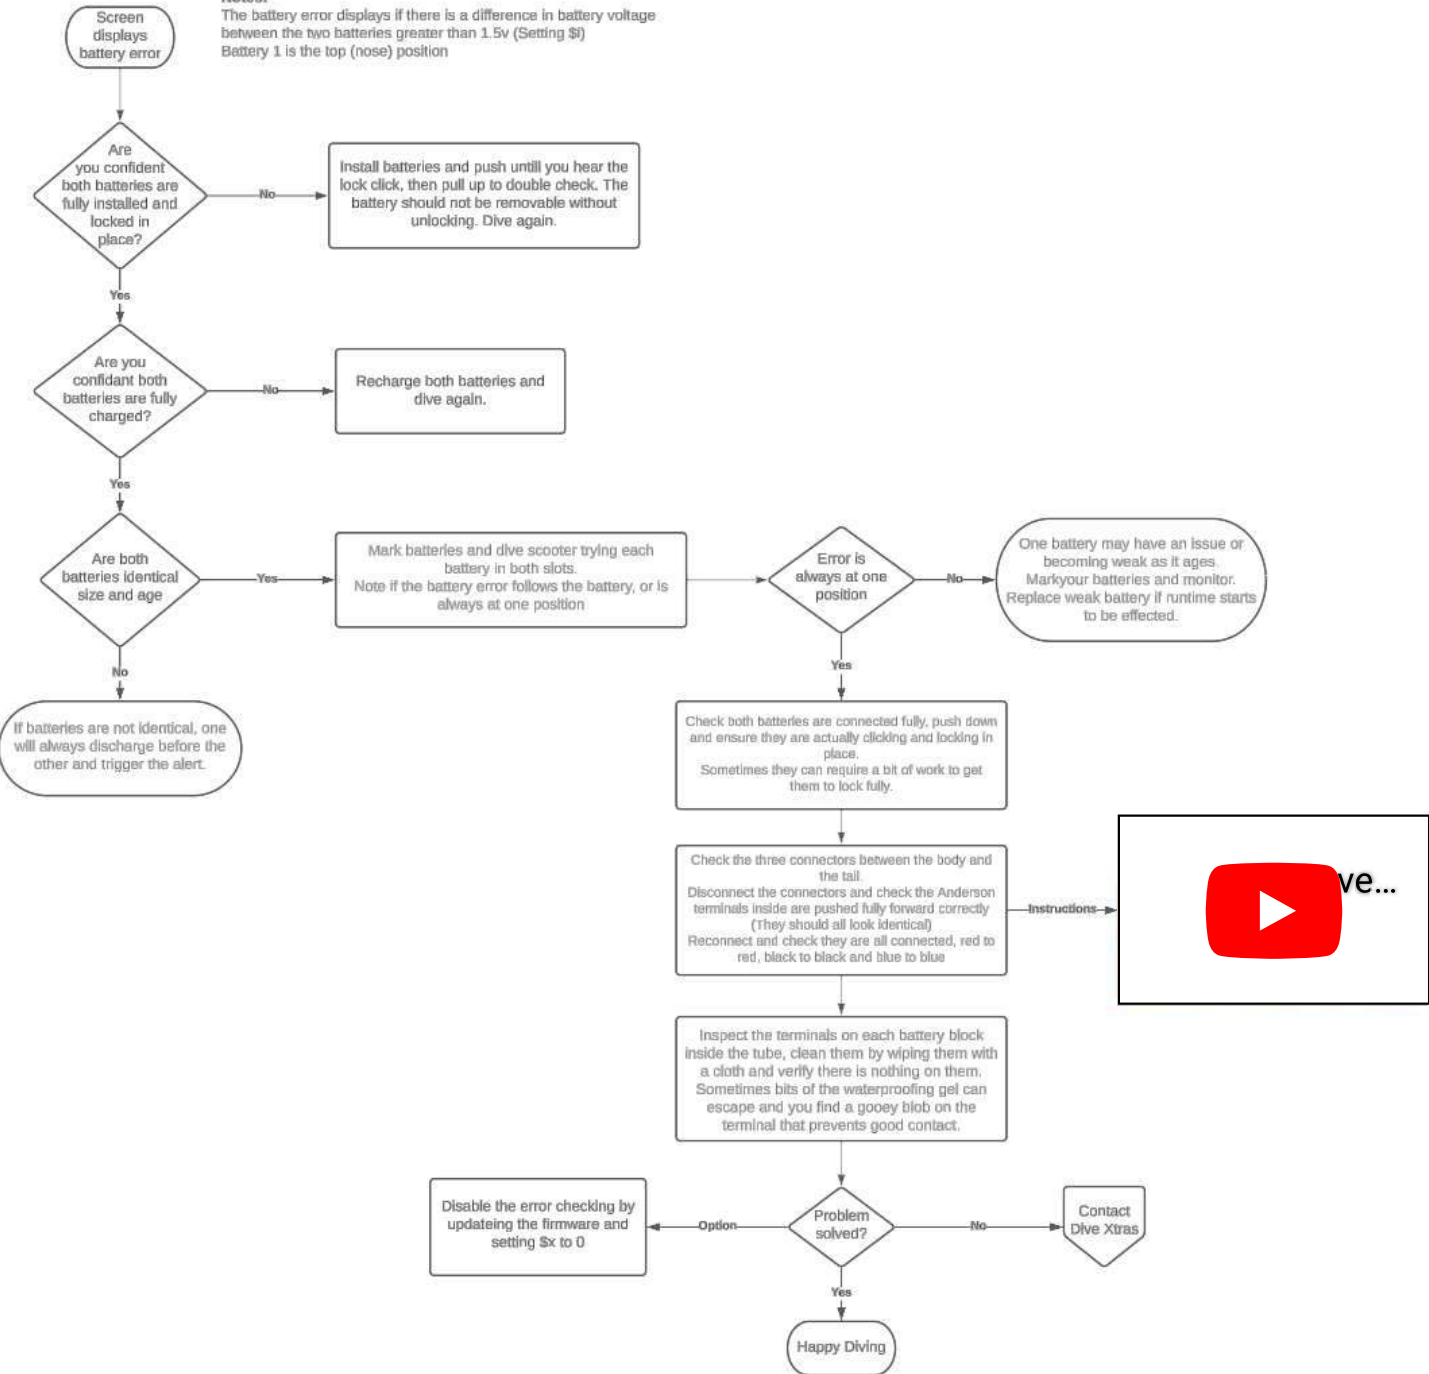 Notes:
The battery error displays if there is a difference in battery voltage
between the two batteries greater than 1.5v (Setting $l)
Battery 1 is the top (nose) position
Screen
displays
battery error
Are
you confident
both batteries are
fully installed and
locked in
place?
No
Install batteries and push untill you hear the
lock click, then pull up to double check. The
battery should not be removable without
unlocking. Dive again.
Yes
Are you
confidant both
batteries are fully
charged?
No
Recharge both batteries and
dive again.
Yes
Are both
batteries identical
size and age
Yes
Mark batteries and dive scooter trying each
battery in both slots.
Note if the battery error follows the battery, or is
always at one position
Error is
always at one
position
No
One battery may have an issue or
becoming weak as it ages.
Markyour batteries and monitor.
Replace weak battery if runtime starts
to be effected.
No
If batteries are not identical, one
will always discharge before the
other and trigger the alert.
Yes
Check both batteries are connected fully, push down
and ensure they are actually clicking and locking in
place.
Sometimes they can require a bit of work to get
them to lock fully.
Check the three connectors between the body and
the tail.
Disconnect the connectors and check the Anderson
terminals inside are pushed fully forward correctly
(They should all look identical)
Reconnect and check they are all connected, red to
red, black to black and blue to blue
Instructions
ve...
Inspect the terminals on each battery block
inside the tube, clean them by wiping them with
a cloth and verify there is nothing on them.
Sometimes bits of the waterproofing gel can
escape and you find a gooey blob on the
terminal that prevents good contact.
Problem
solved?
Option
Disable the error checking by
updateing the firmware and
setting $x to 0
No
Contact
Dive Xtras
Yes
Happy Diving